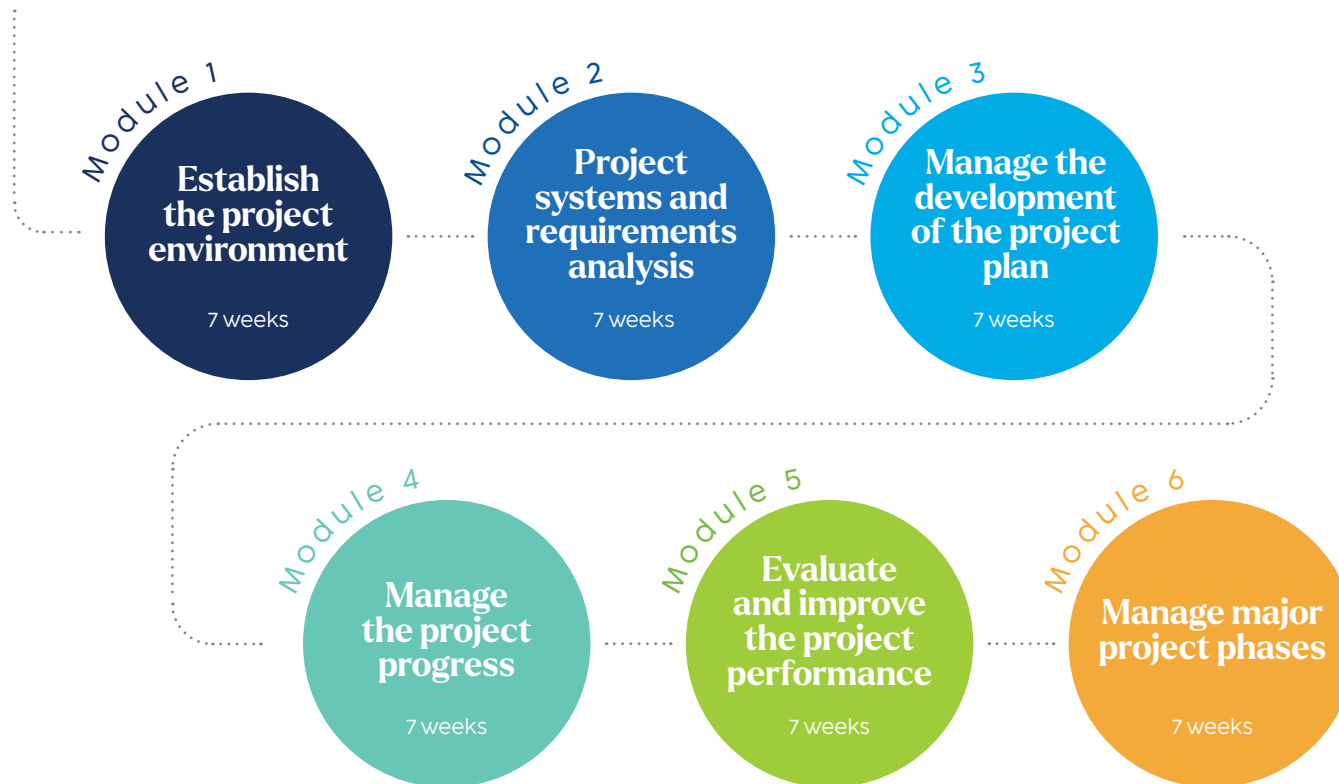 Module 1
Establish
the project
environment
7 weeks
Module 2
Project
systems and
requirements
analysis
7 weeks
Module 3
Manage the
development
of the project
plan
7 weeks
Module 4
Manage
the project
progress
7 weeks
Module 5
Evaluate
and improve
the project
performance
7 weeks
Module 6
Manage major
project phases
7 weeks